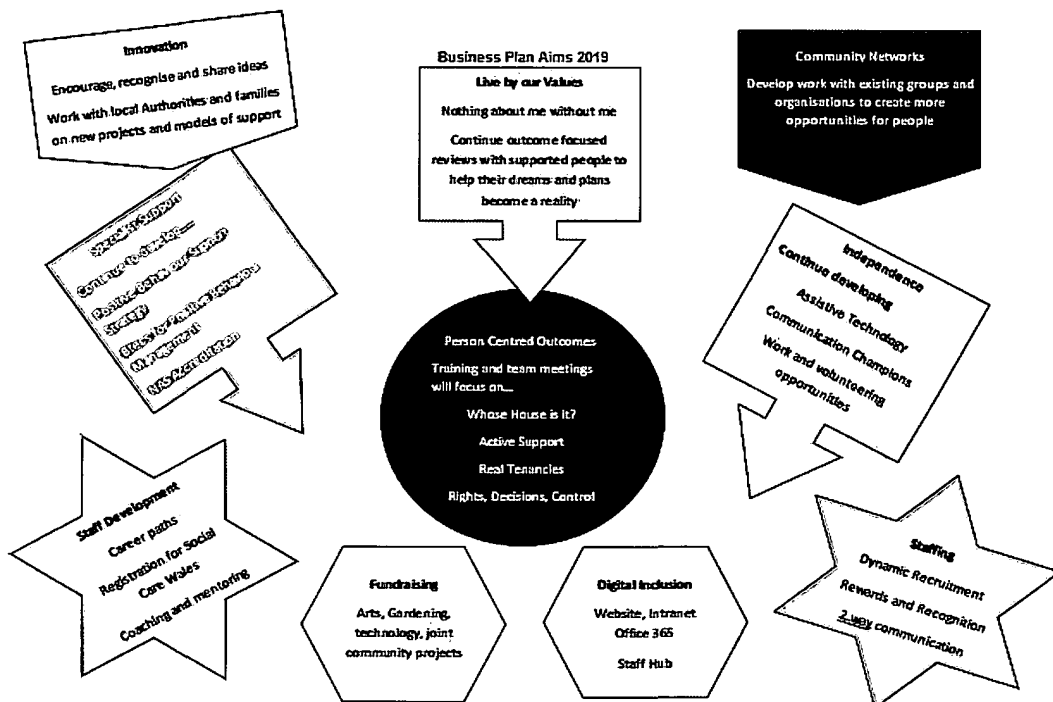 Innovation
Encourage, recognise and share ideas
Work with local Authorities and families
on new projects and models of support
Business Plan Aims 2019
Live by our Values
Nothing about me without me
Continue outcome focused
reviews with supported people to
help their dreams and plans
become a reality
Community Networks
Develop work with existing groups and
organisations to create more
opportunities for people
Specialist Support
Continue to develop....
Positive Behaviour Support
Strategy
for Positive Behaviour
Management
NAS Accreditation
Independence
Continue developing
Assistive Technology
Communication Champions
Work and volunteering
opportunities
Person Centred Outcomes
Training and team meetings
will focus on....
Whose House is it?
Active Support
Real Tenancies
Rights, Decisions, Control
Staff Development
Career paths
Registration for Social
Care Wales
Coaching and mentoring
Fundraising
Arts, Gardening,
technology, joint
community projects
Digital Inclusion
Website, Intranet
Office 365
Staff Hub
Staffing
Dynamic Recruitment
Rewards and Recognition
2 way communication